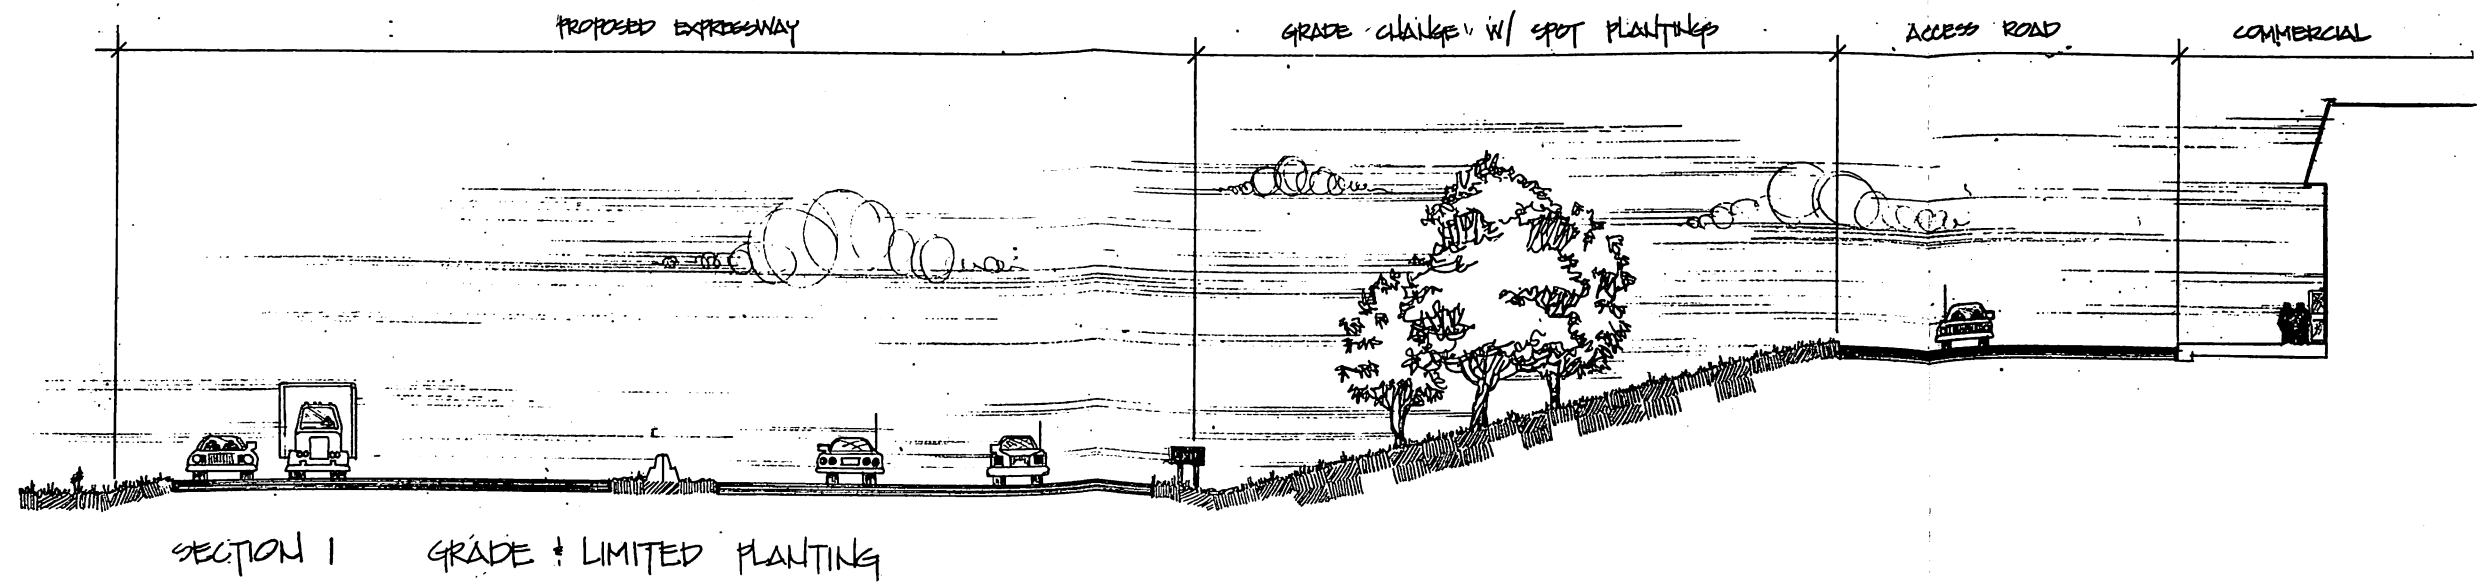 PROPOSED EXPRESSWAY
GRADE CHANGE W/ SPOT PLANTINGS
ACCESS ROAD
COMMERCIAL
SECTION 1 GRADE & LIMITED PLANTING